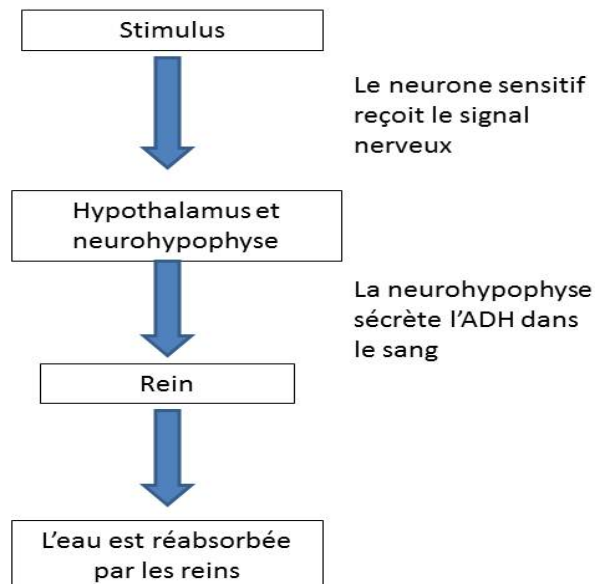 Stimulus
Le neurone sensitif
reçoit le signal
nerveux
Hypothalamus et
neurohypophyse
La neurohypophyse
sécrète l’ADH dans
le sang
Rein
L’eau est réabsorbée
par les reins